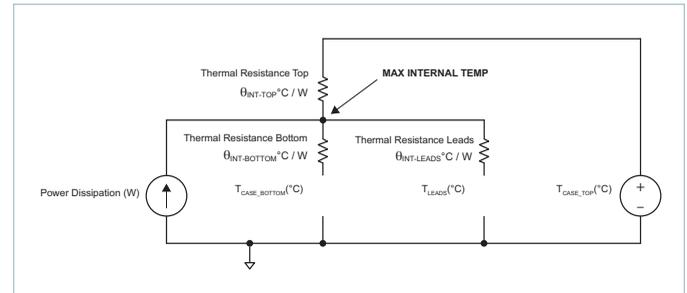 Thermal Resistance Top
θINT-TOP°C / W
MAX INTERNAL TEMP
Thermal Resistance Bottom
θINT-BOTTOM°C / W
Thermal Resistance Leads
θINT-LEADS°C / W
Power Dissipation (W)
TCASE_BOTTOM(°C)
TLEADS(°C)
TCASE_TOP(°C)
+
–